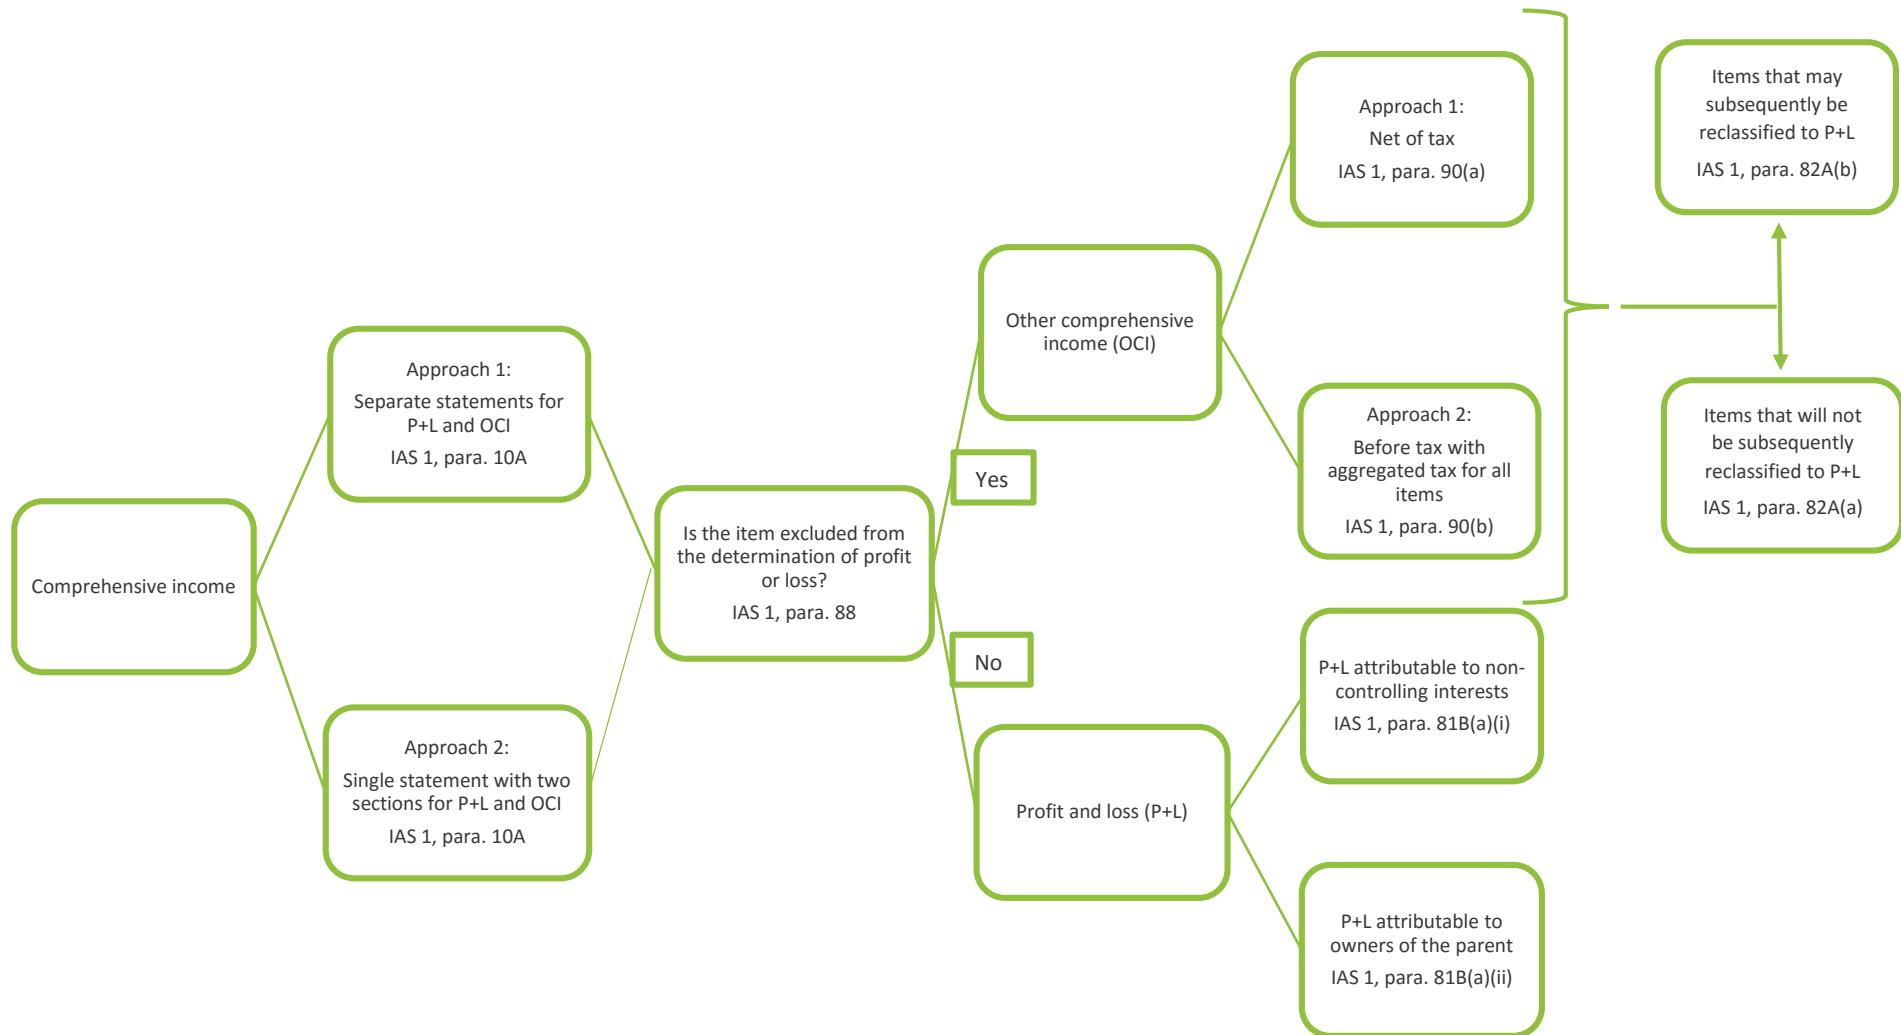 Comprehensive income
Approach 1:
Separate statements for
P+L and OCI
IAS 1, para. 10A
Approach 2:
Single statement with two
sections for P+L and OCI
IAS 1, para. 10A
Is the item excluded from
the determination of profit
or loss?
IAS 1, para. 88
Yes
No
Other comprehensive
income (OCI)
Profit and loss (P+L)
Approach 1:
Net of tax
IAS 1, para. 90(a)
Approach 2:
Before tax with
aggregated tax for all
items
IAS 1, para. 90(b)
P+L attributable to non-
controlling interests
IAS 1, para. 81B(a)(i)
P+L attributable to
owners of the parent
IAS 1, para. 81B(a)(ii)
Items that may
subsequently be
reclassified to P+L
IAS 1, para. 82A(b)
Items that will not
be subsequently
reclassified to P+L
IAS 1, para. 82A(a)